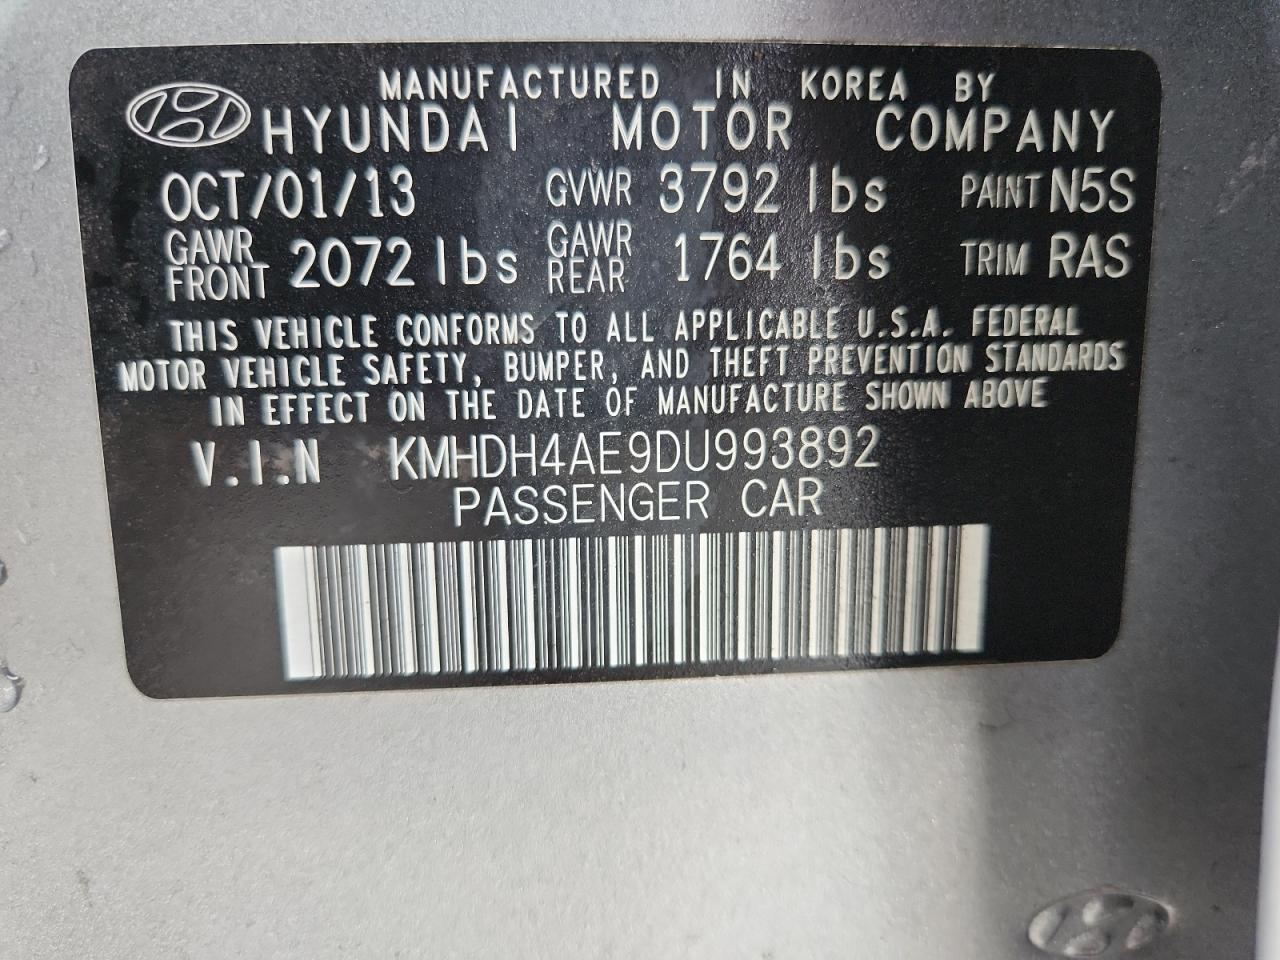 MANUFACTURED IN KOREA BY
HYUNDAI MOTOR COMPANY
OCT/01/13 GVWR 3792 lbs PAINT N5S
GAWR FRONT 2072 lbs GAWR REAR 1764 lbs TRIM RAS
THIS VEHICLE CONFORMS TO ALL APPLICABLE U.S.A. FEDERAL
MOTOR VEHICLE SAFETY, BUMPER, AND THEFT PREVENTION STANDARDS
IN EFFECT ON THE DATE OF MANUFACTURE SHOWN ABOVE
V.I.N KMHDH4AE9DU993892
PASSENGER CAR